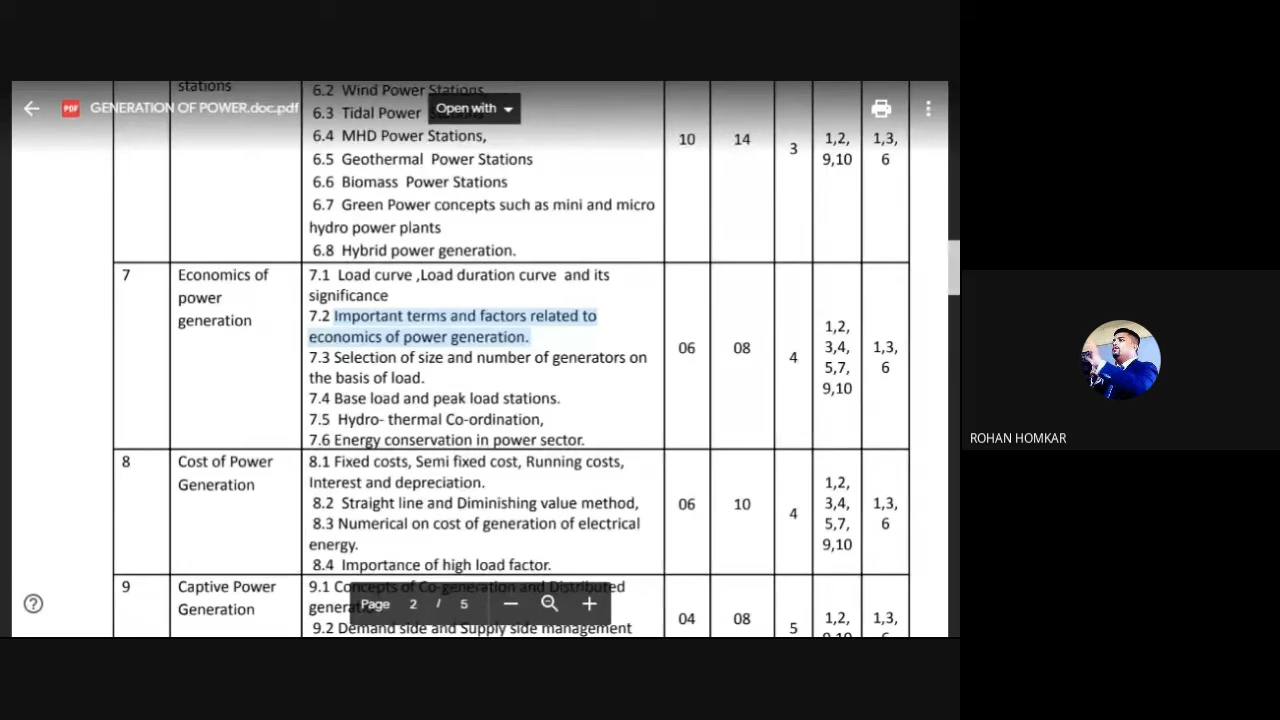 stations
6.2 Wind Power Stations,
GENERATION OF POWER.doc.pdf
Open with
6.3 Tidal Power Stations
6.4 MHD Power Stations,
10
14
3
1,2,
9,10
1,3,
6
6.5 Geothermal Power Stations
6.6 Biomass Power Stations
6.7 Green Power concepts such as mini and micro
hydro power plants
6.8 Hybrid power generation.
7
Economics of
power
generation
7.1 Load curve ,Load duration curve and its
significance
7.2 Important terms and factors related to
economics of power generation.
7.3 Selection of size and number of generators on
the basis of load.
7.4 Base load and peak load stations.
7.5 Hydro- thermal Co-ordination,
7.6 Energy conservation in power sector.
06
08
4
1,2,
3,4,
5,7,
9,10
1,3,
6
8
Cost of Power
Generation
8.1 Fixed costs, Semi fixed cost, Running costs,
Interest and depreciation.
8.2 Straight line and Diminishing value method,
8.3 Numerical on cost of generation of electrical
energy.
8.4 Importance of high load factor.
06
10
4
1,2,
3,4,
5,7,
9,10
1,3,
6
9
Captive Power
Generation
9.1 Concepts of Co-generation and Distributed
9.2 Demand side and Supply side management
04
08
5
1,2,
1,3,
Page 2 / 5
ROHAN HOMKAR